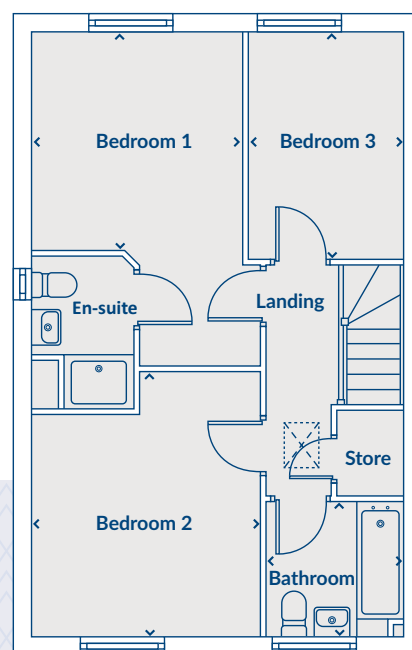 Bedroom 1
Bedroom 3
En-suite
Landing
Store
Bedroom 2
Bathroom